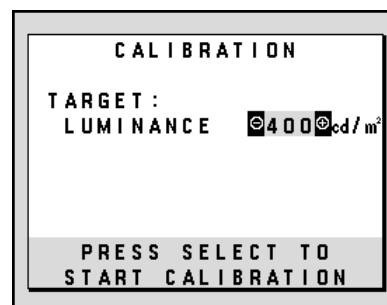 CALIBRATION
TARGET:
LUMINANCE ⊖400⊕cd/m²
PRESS SELECT TO
START CALIBRATION